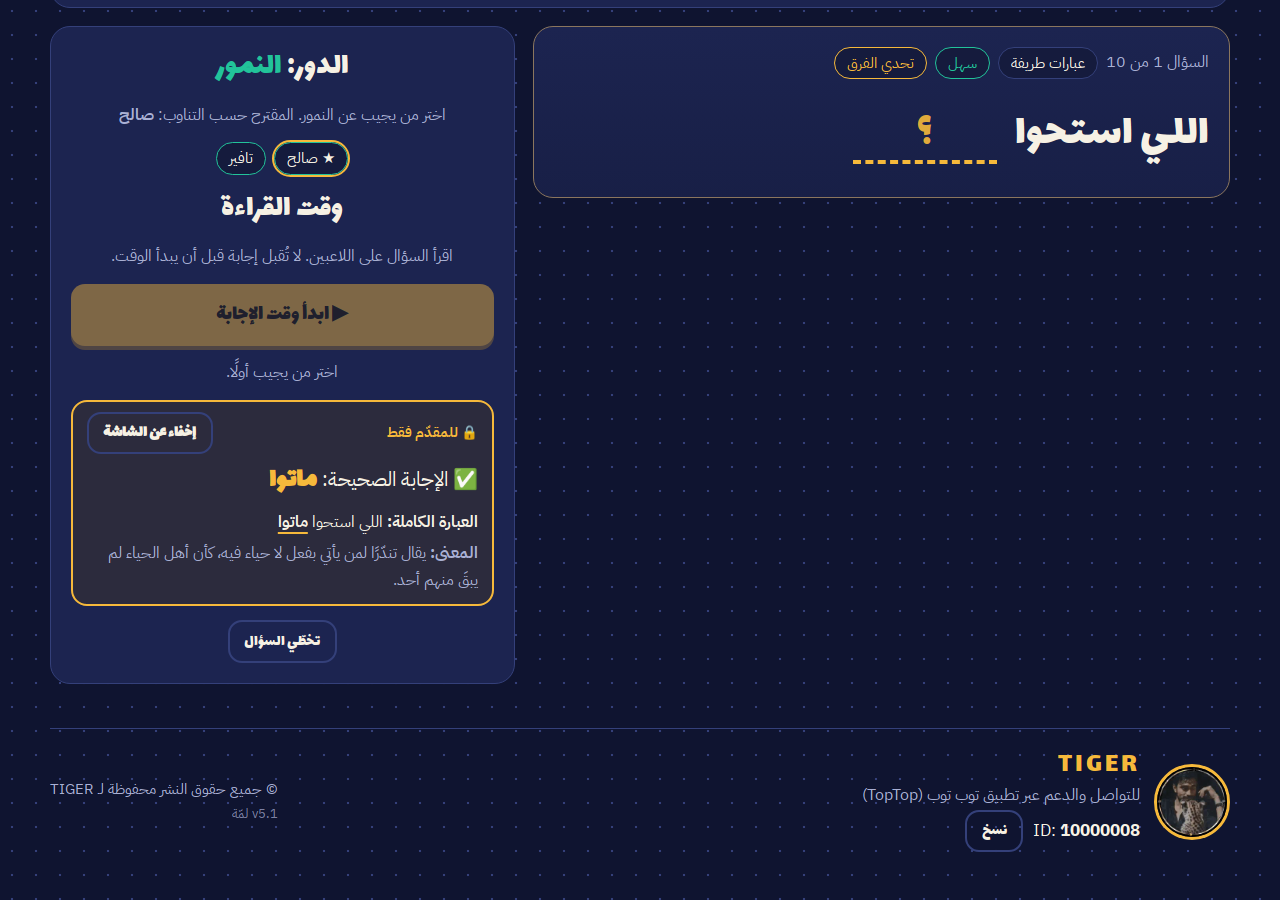 السؤال 1 من 10 عبارات طريفة سهل تحدي الفرق
اللي استحوا ؟
الدور: النمور
اختر من يجيب عن النمور. المقترح حسب التناوب: صالح
★ صالح تافير
وقت القراءة
اقرأ السؤال على اللاعبين. لا تُقبل إجابة قبل أن يبدأ الوقت.
▶ ابدأ وقت الإجابة
اختر من يجيب أولًا.
🔒 للمقدّم فقط إخفاء عن الشاشة
✅ الإجابة الصحيحة: ماتوا
العبارة الكاملة: اللي استحوا ماتوا
المعنى: يقال تندّرًا لمن يأتي بفعل لا حياء فيه، كأن أهل الحياء لم
يبقَ منهم أحد.
تخطّي السؤال
TIGER
للتواصل والدعم عبر تطبيق توب توب (TopTop)
ID: 10000008 نسخ
© جميع حقوق النشر محفوظة لـ TIGER
لمّة v5.1